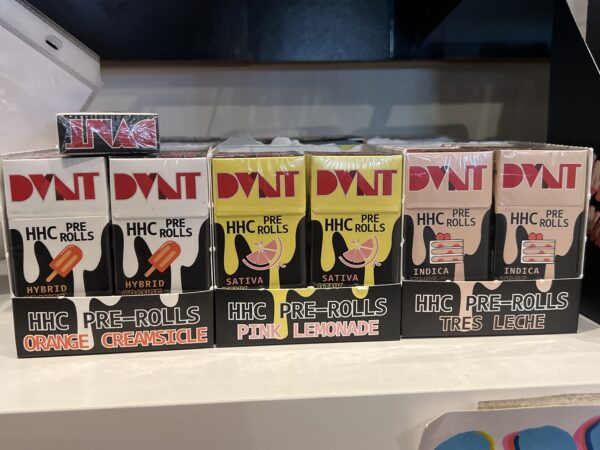 DVNT
DVNT
DVNT
DVNT
DVNT
DVNT
HHC PRE ROLLS
HHC PRE ROLLS
HHC PRE ROLLS
HHC PRE ROLLS
HHC PRE ROLLS
HHC PRE ROLLS
HYBRID
HYBRID
SATIVA
SATIVA
INDICA
INDICA
HHC PRE-ROLLS
ORANGE CREAMSICLE
HHC PRE-ROLLS
PINK LEMONADE
HHC PRE-ROLLS
TRES LECHE